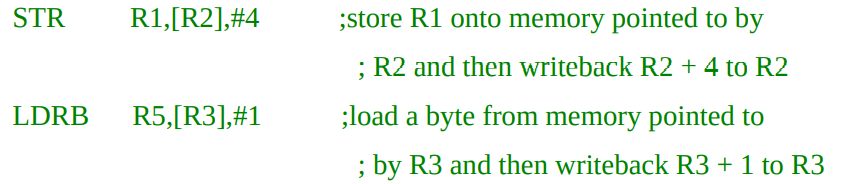 STR R1,[R2],#4 ;store R1 onto memory pointed to by
; R2 and then writeback R2 + 4 to R2
LDRB R5,[R3],#1 ;load a byte from memory pointed to
; by R3 and then writeback R3 + 1 to R3